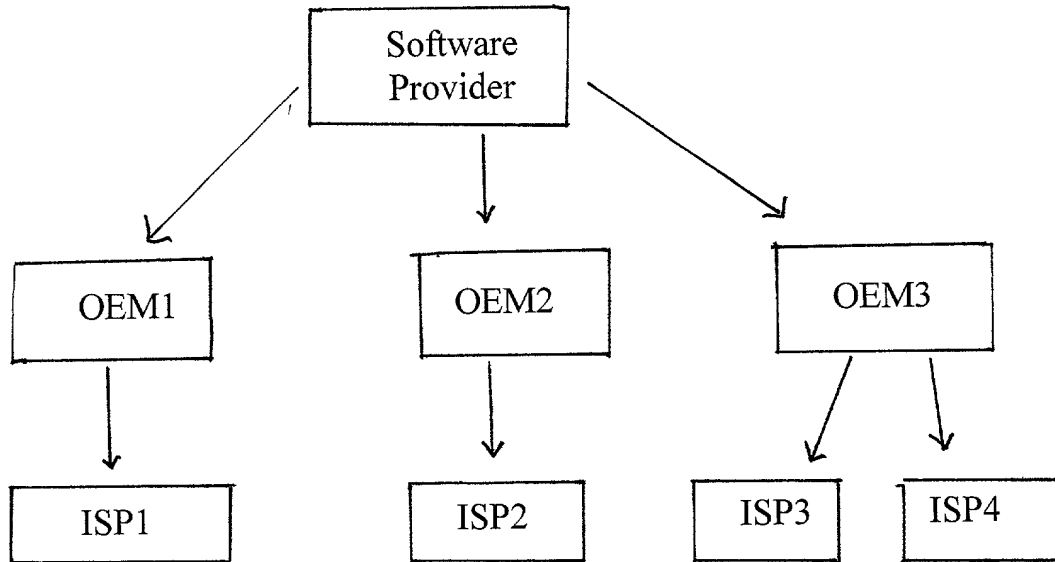 Software
Provider
OEM1
OEM2
OEM3
ISP1
ISP2
ISP3
ISP4